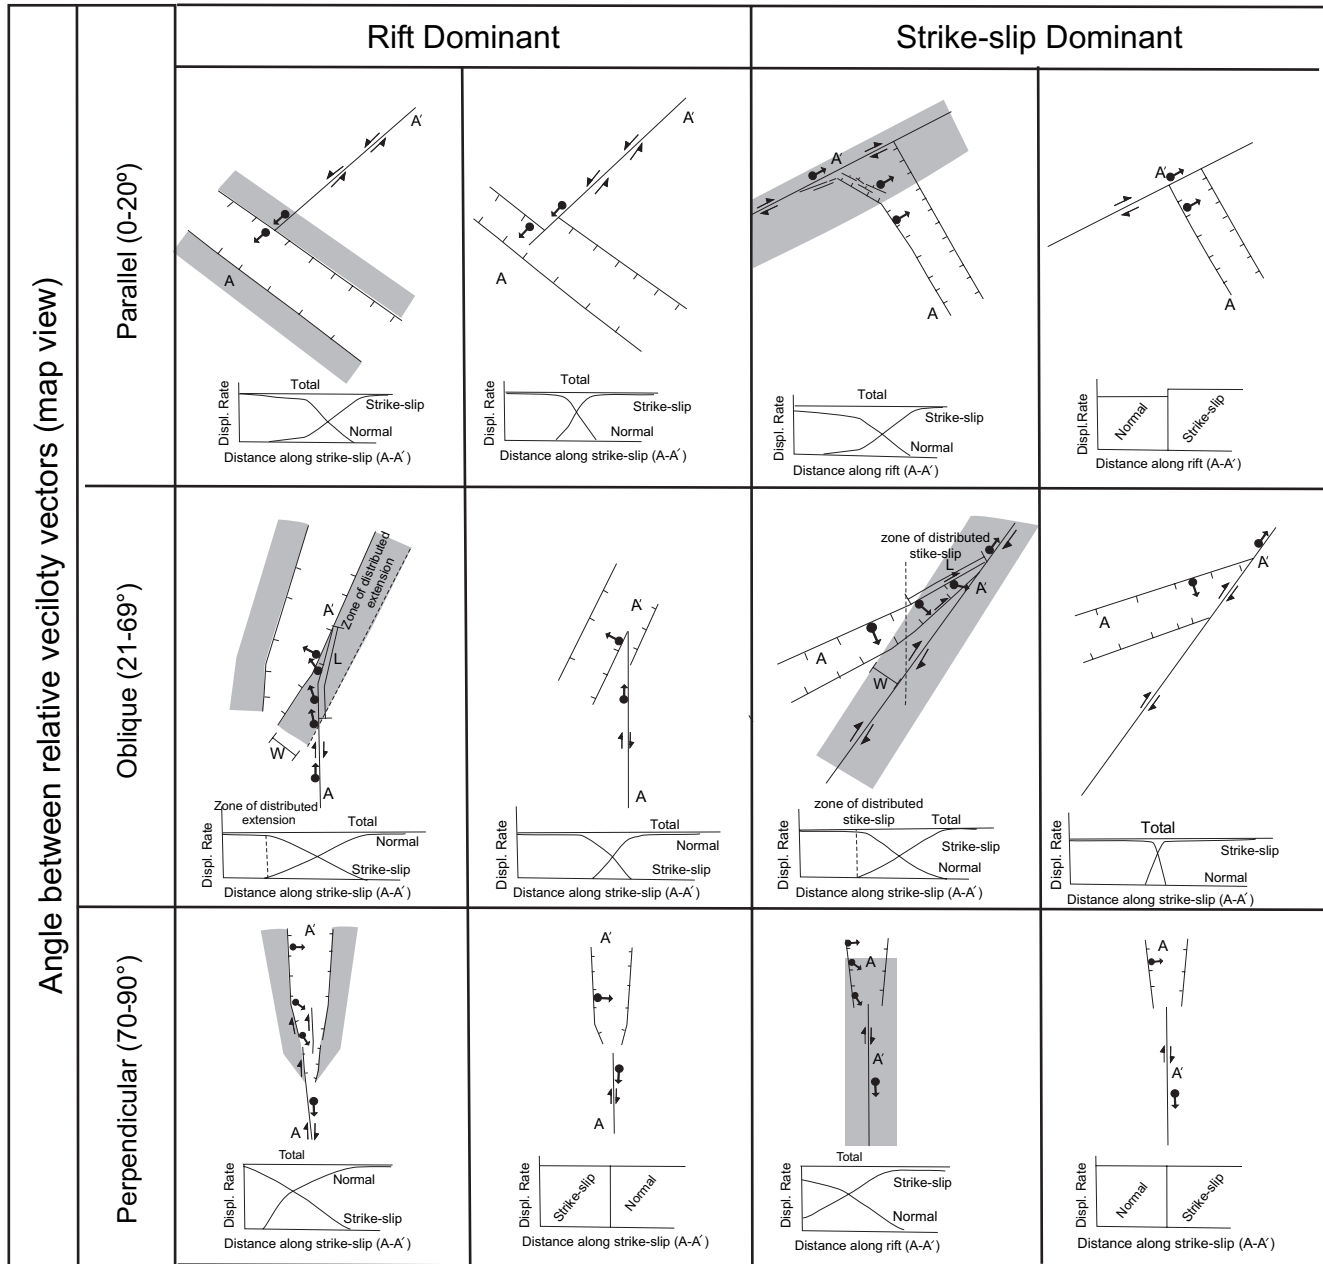 Rift Dominant
Strike-slip Dominant
Angle between relative veciloty vectors (map view)
Parallel (0-20º)
A'
A
Displ. Rate
Total
Strike-slip
Normal
Distance along strike-slip (A-A')
A'
A
Displ. Rate
Total
Strike-slip
Normal
Distance along strike-slip (A-A')
A'
A
Displ. Rate
Total
Strike-slip
Normal
Distance along rift (A-A')
A'
A
Displ.Rate
Normal
Strike-slip
Distance along rift (A-A')
Oblique (21-69°)
Zone of distributed
extension
A'
L
W
A
Zone of distributed
extension
Total
Normal
Strike-slip
Displ. Rate
Distance along strike-slip (A-A')
A'
A
Total
Normal
Strike-slip
Displ. Rate
Distance along strike-slip (A-A')
zone of distributed
stike-slip
L
A'
A
W
zone of distributed
stike-slip
Total
Strike-slip
Normal
Displ. Rate
Distance along strike-slip (A-A')
A'
A
Total
Strike-slip
Normal
Displ. Rate
Distance along strike-slip (A-A')
Perpendicular (70-90°)
A'
A
Total
Normal
Strike-slip
Displ. Rate
Distance along strike-slip (A-A')
A'
A
Displ. Rate
Strike-slip
Normal
Distance along strike-slip (A-A')
A
A'
Total
Strike-slip
Normal
Displ. Rate
Distance along rift (A-A')
A
A'
Displ. Rate
Normal
Strike-slip
Distance along strike-slip (A-A')